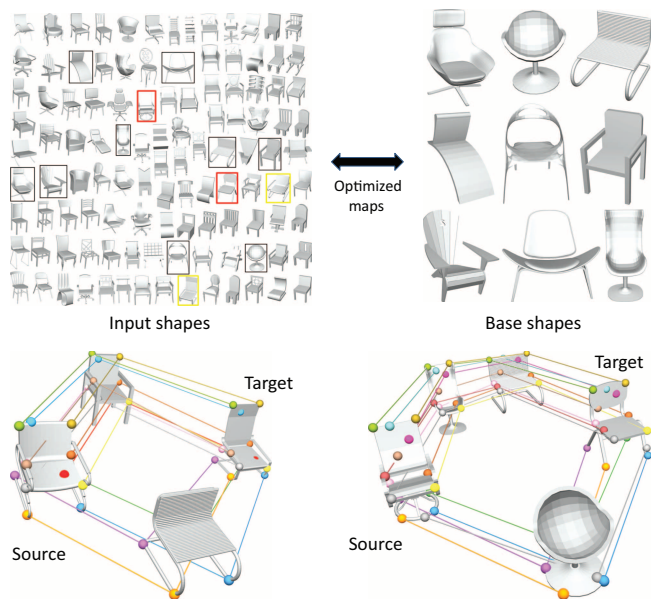 Optimized
maps
Input shapes
Base shapes
Target
Source
Target
Source